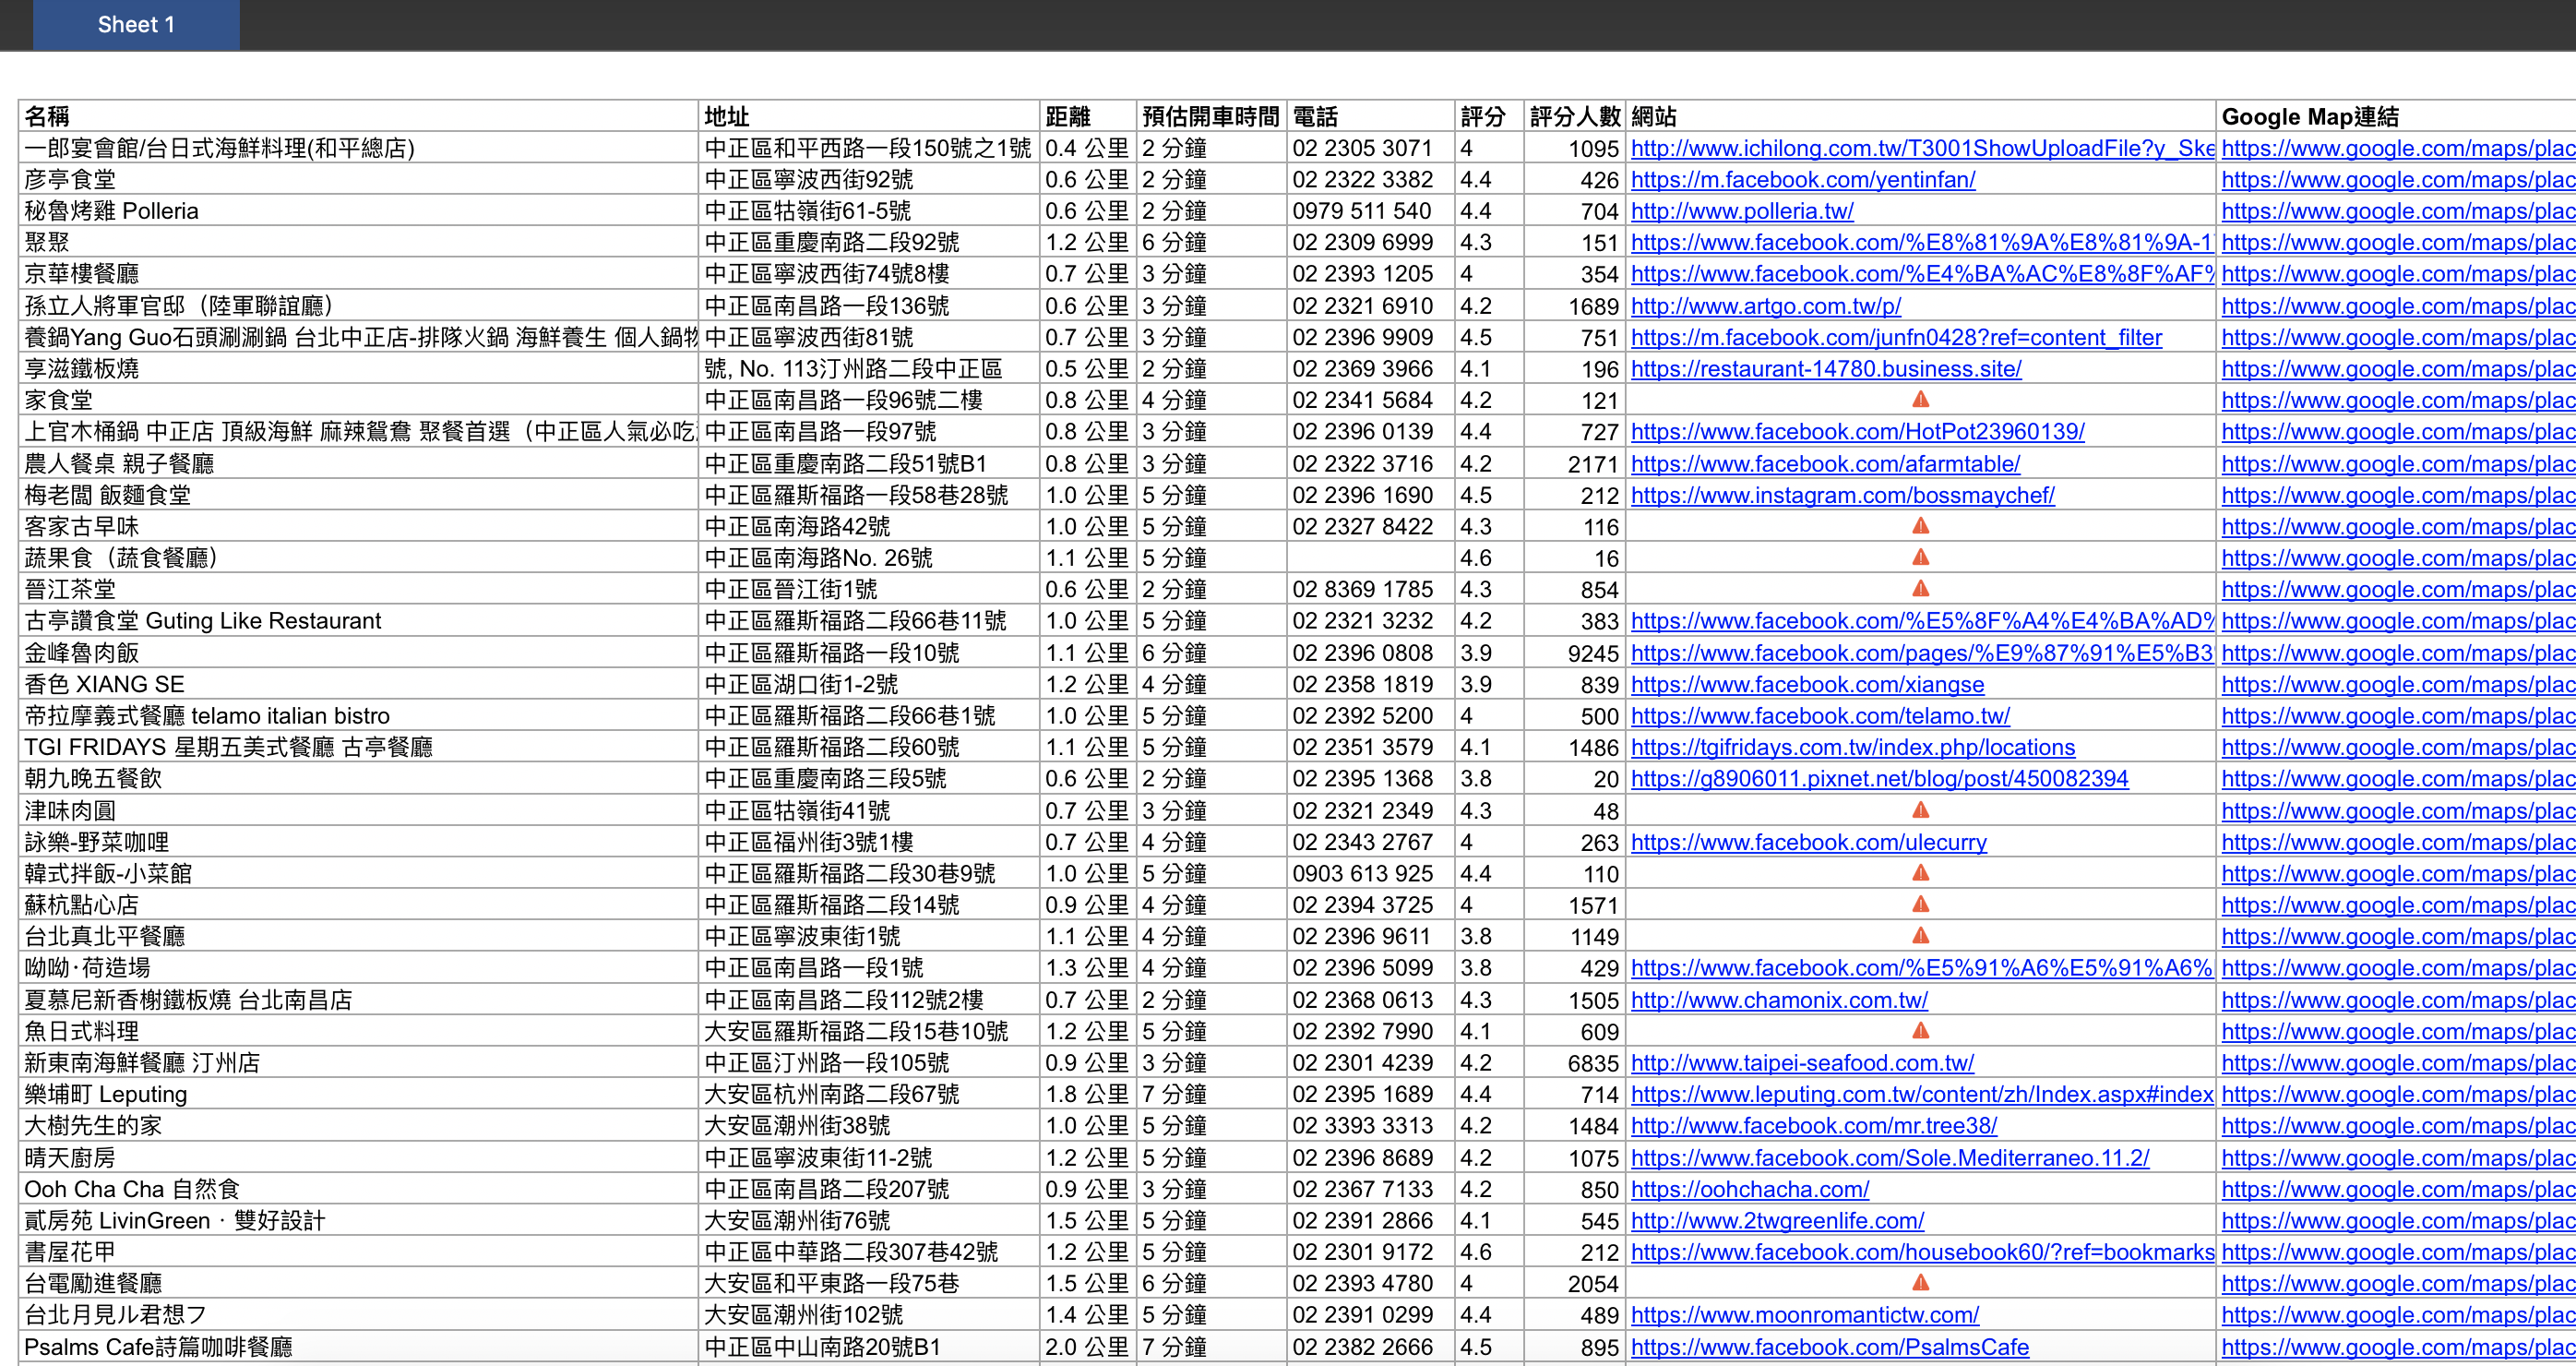 Sheet 1
名稱 地址 距離 預估開車時間 電話 評分 評分人數 網站 Google Map連結
一郎宴會館/台日式海鮮料理(和平總店) 中正區和平西路一段150號之1號 0.4 公里 2 分鐘 02 2305 3071 4 1095 http://www.ichilong.com.tw/T3001ShowUploadFile?y_Ske https://www.google.com/maps/plac
彦亭食堂 中正區寧波西街92號 0.6 公里 2 分鐘 02 2322 3382 4.4 426 https://m.facebook.com/yentinfan/ https://www.google.com/maps/plac
秘魯烤雞 Polleria 中正區牯嶺街61-5號 0.6 公里 2 分鐘 0979 511 540 4.4 704 http://www.polleria.tw/ https://www.google.com/maps/plac
聚聚 中正區重慶南路二段92號 1.2 公里 6 分鐘 02 2309 6999 4.3 151 https://www.facebook.com/%E8%81%9A%E8%81%9A-1 https://www.google.com/maps/plac
京華樓餐廳 中正區寧波西街74號8樓 0.7 公里 3 分鐘 02 2393 1205 4 354 https://www.facebook.com/%E4%BA%AC%E8%8F%AF% https://www.google.com/maps/plac
孫立人將軍官邸（陸軍聯誼廳） 中正區南昌路一段136號 0.6 公里 3 分鐘 02 2321 6910 4.2 1689 http://www.artgo.com.tw/p/ https://www.google.com/maps/plac
養鍋Yang Guo石頭涮涮鍋 台北中正店-排隊火鍋 海鮮養生 個人鍋物 中正區寧波西街81號 0.7 公里 3 分鐘 02 2396 9909 4.5 751 https://m.facebook.com/junfn0428?ref=content_filter https://www.google.com/maps/plac
享滋鐵板燒 號, No. 113汀州路二段中正區 0.5 公里 2 分鐘 02 2369 3966 4.1 196 https://restaurant-14780.business.site/ https://www.google.com/maps/plac
家食堂 中正區南昌路一段96號二樓 0.8 公里 4 分鐘 02 2341 5684 4.2 121 https://www.google.com/maps/plac
上官木桶鍋 中正店 頂級海鮮 麻辣鴛鴦 聚餐首選（中正區人氣必吃 中正區南昌路一段97號 0.8 公里 3 分鐘 02 2396 0139 4.4 727 https://www.facebook.com/HotPot23960139/ https://www.google.com/maps/plac
農人餐桌 親子餐廳 中正區重慶南路二段51號B1 0.8 公里 3 分鐘 02 2322 3716 4.2 2171 https://www.facebook.com/afarmtable/ https://www.google.com/maps/plac
梅老闆 飯麵食堂 中正區羅斯福路一段58巷28號 1.0 公里 5 分鐘 02 2396 1690 4.5 212 https://www.instagram.com/bossmaychef/ https://www.google.com/maps/plac
客家古早味 中正區南海路42號 1.0 公里 5 分鐘 02 2327 8422 4.3 116 https://www.google.com/maps/plac
蔬果食（蔬食餐廳） 中正區南海路No. 26號 1.1 公里 5 分鐘 4.6 16 https://www.google.com/maps/plac
晉江茶堂 中正區晉江街1號 0.6 公里 2 分鐘 02 8369 1785 4.3 854 https://www.google.com/maps/plac
古亭讚食堂 Guting Like Restaurant 中正區羅斯福路二段66巷11號 1.0 公里 5 分鐘 02 2321 3232 4.2 383 https://www.facebook.com/%E5%8F%A4%E4%BA%AD% https://www.google.com/maps/plac
金峰魯肉飯 中正區羅斯福路一段10號 1.1 公里 6 分鐘 02 2396 0808 3.9 9245 https://www.facebook.com/pages/%E9%87%91%E5%B3 https://www.google.com/maps/plac
香色 XIANG SE 中正區湖口街1-2號 1.2 公里 4 分鐘 02 2358 1819 3.9 839 https://www.facebook.com/xiangse https://www.google.com/maps/plac
帝拉摩義式餐廳 telamo italian bistro 中正區羅斯福路二段66巷1號 1.0 公里 5 分鐘 02 2392 5200 4 500 https://www.facebook.com/telamo.tw/ https://www.google.com/maps/plac
TGI FRIDAYS 星期五美式餐廳 古亭餐廳 中正區羅斯福路二段60號 1.1 公里 5 分鐘 02 2351 3579 4.1 1486 https://tgifridays.com.tw/index.php/locations https://www.google.com/maps/plac
朝九晚五餐飲 中正區重慶南路三段5號 0.6 公里 2 分鐘 02 2395 1368 3.8 20 https://g8906011.pixnet.net/blog/post/450082394 https://www.google.com/maps/plac
津味肉圓 中正區牯嶺街41號 0.7 公里 3 分鐘 02 2321 2349 4.3 48 https://www.google.com/maps/plac
詠樂-野菜咖哩 中正區福州街3號1樓 0.7 公里 4 分鐘 02 2343 2767 4 263 https://www.facebook.com/ulecurry https://www.google.com/maps/plac
韓式拌飯-小菜館 中正區羅斯福路二段30巷9號 1.0 公里 5 分鐘 0903 613 925 4.4 110 https://www.google.com/maps/plac
蘇杭點心店 中正區羅斯福路二段14號 0.9 公里 4 分鐘 02 2394 3725 4 1571 https://www.google.com/maps/plac
台北真北平餐廳 中正區寧波東街1號 1.1 公里 4 分鐘 02 2396 9611 3.8 1149 https://www.google.com/maps/plac
呦呦·荷造場 中正區南昌路一段1號 1.3 公里 4 分鐘 02 2396 5099 3.8 429 https://www.facebook.com/%E5%91%A6%E5%91%A6% https://www.google.com/maps/plac
夏慕尼新香榭鐵板燒 台北南昌店 中正區南昌路二段112號2樓 0.7 公里 2 分鐘 02 2368 0613 4.3 1505 http://www.chamonix.com.tw/ https://www.google.com/maps/plac
魚日式料理 大安區羅斯福路二段15巷10號 1.2 公里 5 分鐘 02 2392 7990 4.1 609 https://www.google.com/maps/plac
新東南海鮮餐廳 汀州店 中正區汀州路一段105號 0.9 公里 3 分鐘 02 2301 4239 4.2 6835 http://www.taipei-seafood.com.tw/ https://www.google.com/maps/plac
樂埔町 Leputing 大安區杭州南路二段67號 1.8 公里 7 分鐘 02 2395 1689 4.4 714 https://www.leputing.com.tw/content/zh/Index.aspx#index https://www.google.com/maps/plac
大樹先生的家 大安區潮州街38號 1.0 公里 5 分鐘 02 3393 3313 4.2 1484 http://www.facebook.com/mr.tree38/ https://www.google.com/maps/plac
晴天廚房 中正區寧波東街11-2號 1.2 公里 5 分鐘 02 2396 8689 4.2 1075 https://www.facebook.com/Sole.Mediterraneo.11.2/ https://www.google.com/maps/plac
Ooh Cha Cha 自然食 中正區南昌路二段207號 0.9 公里 3 分鐘 02 2367 7133 4.2 850 https://oohchacha.com/ https://www.google.com/maps/plac
貳房苑 LivinGreen · 雙好設計 大安區潮州街76號 1.5 公里 5 分鐘 02 2391 2866 4.1 545 http://www.2twgreenlife.com/ https://www.google.com/maps/plac
書屋花甲 中正區中華路二段307巷42號 1.2 公里 5 分鐘 02 2301 9172 4.6 212 https://www.facebook.com/housebook60/?ref=bookmarks https://www.google.com/maps/plac
台電勵進餐廳 大安區和平東路一段75巷 1.5 公里 6 分鐘 02 2393 4780 4 2054 https://www.google.com/maps/plac
台北月見ル君想フ 大安區潮州街102號 1.4 公里 5 分鐘 02 2391 0299 4.4 489 https://www.moonromantictw.com/ https://www.google.com/maps/plac
Psalms Cafe詩篇咖啡餐廳 中正區中山南路20號B1 2.0 公里 7 分鐘 02 2382 2666 4.5 895 https://www.facebook.com/PsalmsCafe https://www.google.com/maps/plac